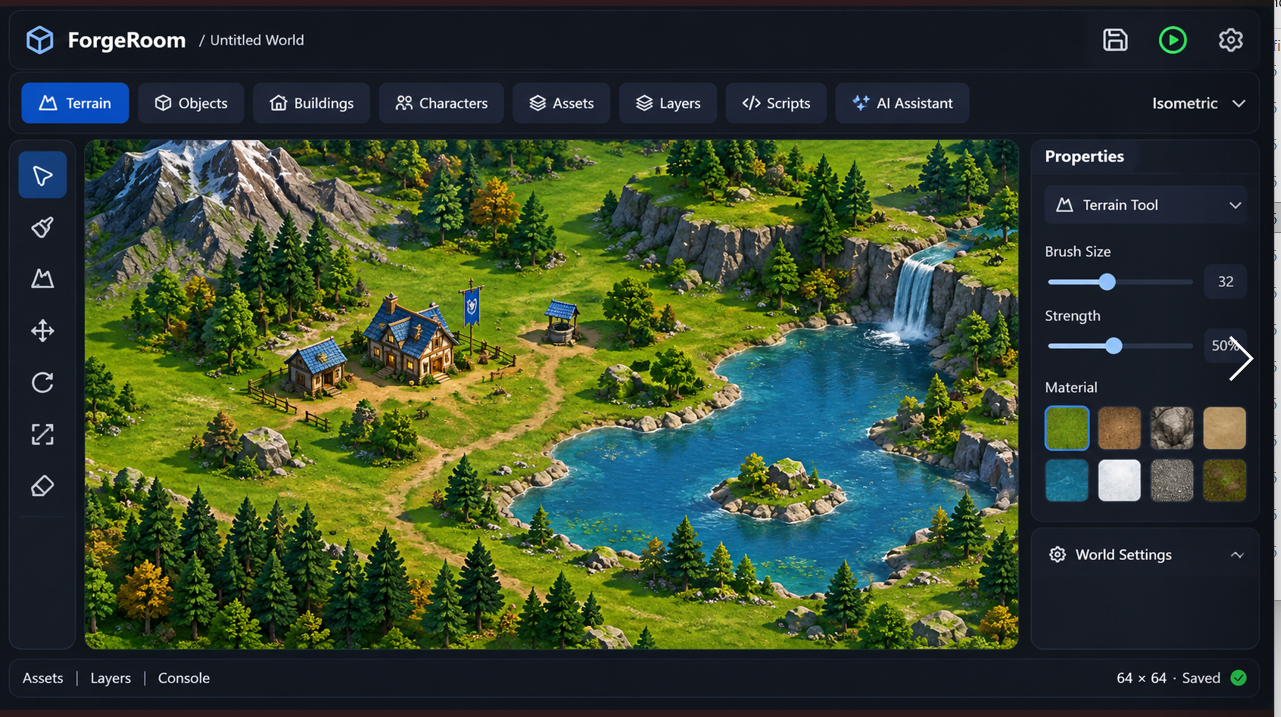 ForgeRoom / Untitled World
Terrain Objects Buildings Characters Assets Layers Scripts AI Assistant Isometric
Properties
Terrain Tool
Brush Size
32
Strength
50%
Material
World Settings
Assets | Layers | Console
64 × 64 · Saved